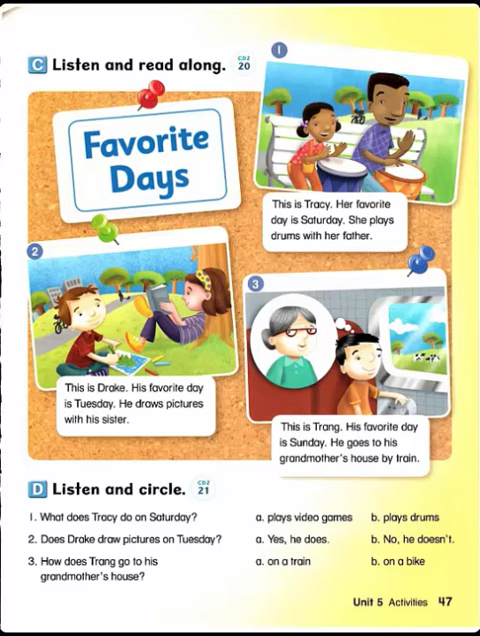 C Listen and read along. CD2 20
1
Favorite
Days
This is Tracy. Her favorite
day is Saturday. She plays
drums with her father.
2
This is Drake. His favorite day
is Tuesday. He draws pictures
with his sister.
3
This is Trang. His favorite day
is Sunday. He goes to his
grandmother's house by train.
D Listen and circle. CD2 21
1. What does Tracy do on Saturday? a. plays video games b. plays drums
2. Does Drake draw pictures on Tuesday? a. Yes, he does. b. No, he doesn't.
3. How does Trang go to his a. on a train b. on a bike
grandmother's house?
Unit 5 Activities 47